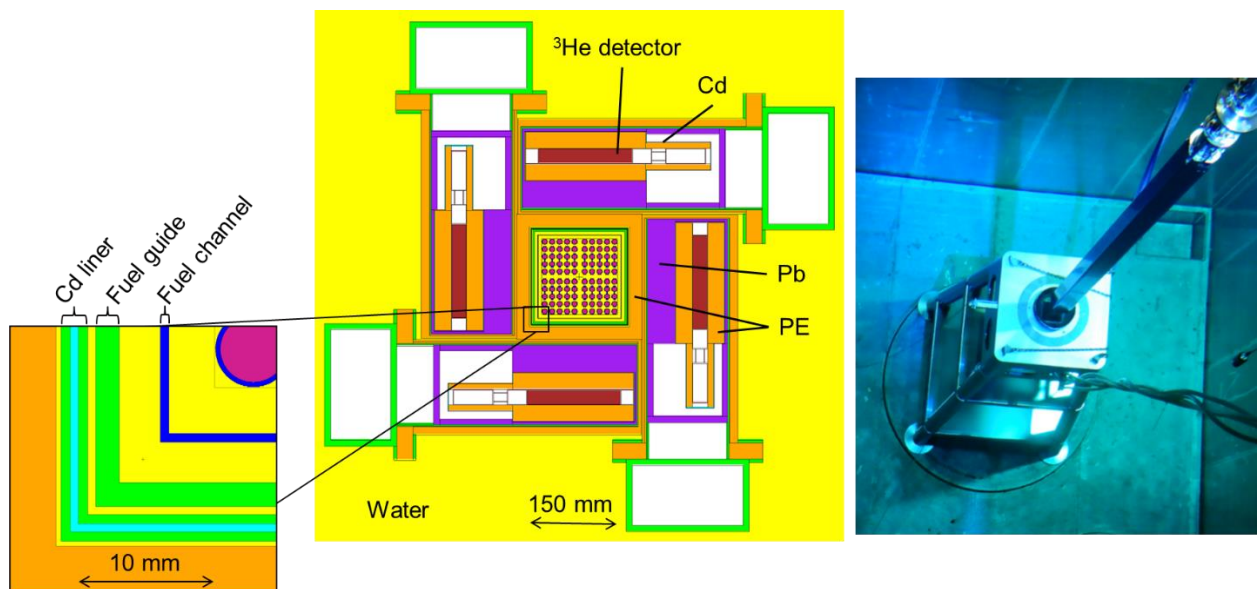 Cd liner
Fuel guide
Fuel channel
10 mm
³He detector
Cd
Pb
PE
Water
150 mm